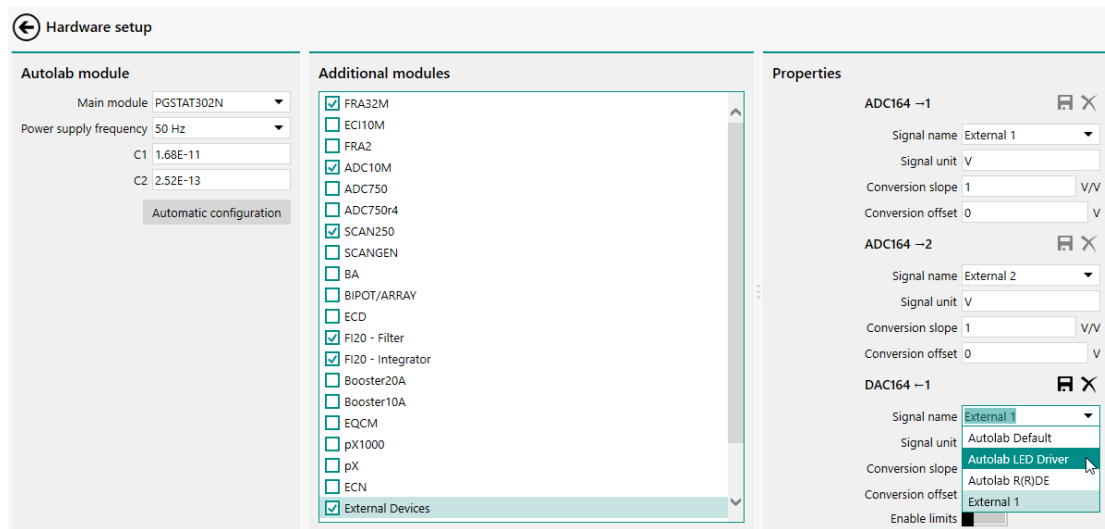 Hardware setup
Autolab module
Main module PGSTAT302N
Power supply frequency 50 Hz
C1 1.68E-11
C2 2.52E-13
Automatic configuration
Additional modules
FRA32M
ECI10M
FRA2
ADC10M
ADC750
ADC750r4
SCAN250
SCANGEN
BA
BIPOT/ARRAY
ECD
FI20 - Filter
FI20 - Integrator
Booster20A
Booster10A
EQCM
pX1000
pX
ECN
External Devices
Properties
ADC164 →1
Signal name External 1
Signal unit V
Conversion slope 1 V/V
Conversion offset 0 V
ADC164 →2
Signal name External 2
Signal unit V
Conversion slope 1 V/V
Conversion offset 0 V
DAC164 ←1
Signal name External 1
Signal unit Autolab Default
Autolab LED Driver
Conversion slope
Autolab R(R)DE
Conversion offset External 1
Enable limits